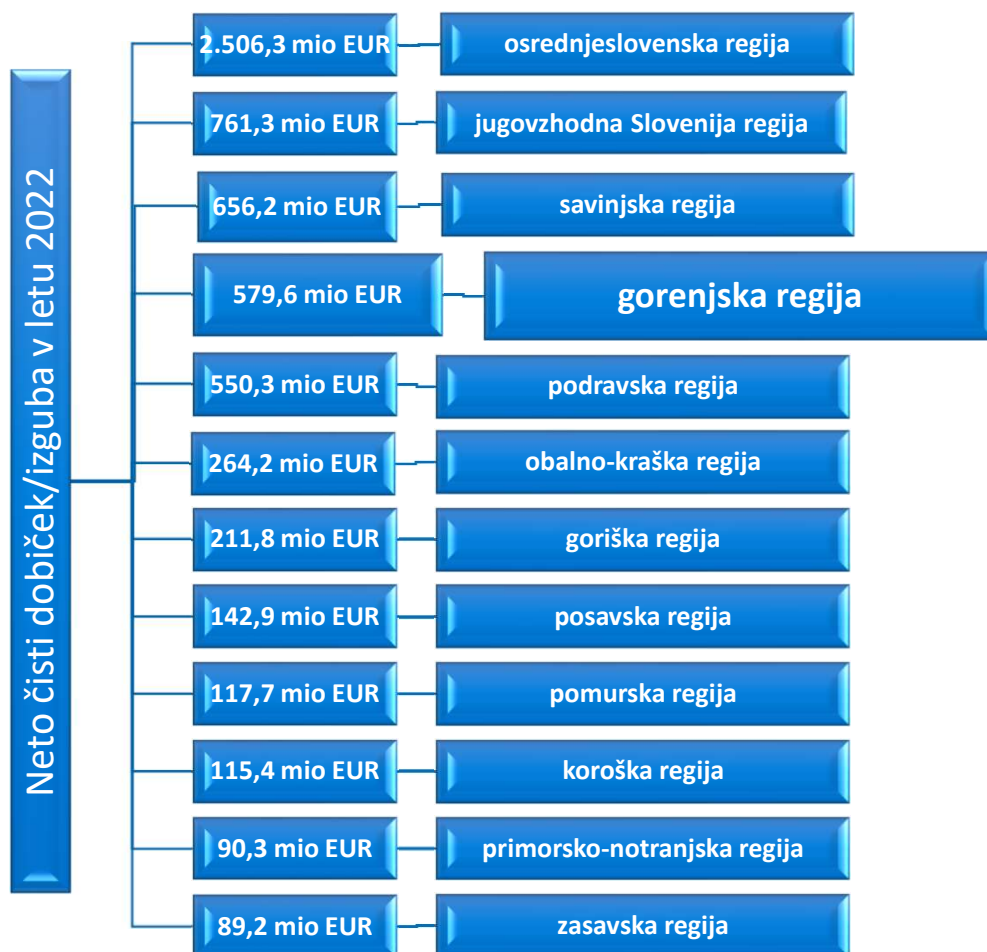 Neto čisti dobiček/izguba v letu 2022
2.506,3 mio EUR
osrednjeslovenska regija
761,3 mio EUR
jugovzhodna Slovenija regija
656,2 mio EUR
savinjska regija
579,6 mio EUR
gorenjska regija
550,3 mio EUR
podravska regija
264,2 mio EUR
obalno-kraška regija
211,8 mio EUR
goriška regija
142,9 mio EUR
posavska regija
117,7 mio EUR
pomurska regija
115,4 mio EUR
koroška regija
90,3 mio EUR
primorsko-notranjska regija
89,2 mio EUR
zasavska regija